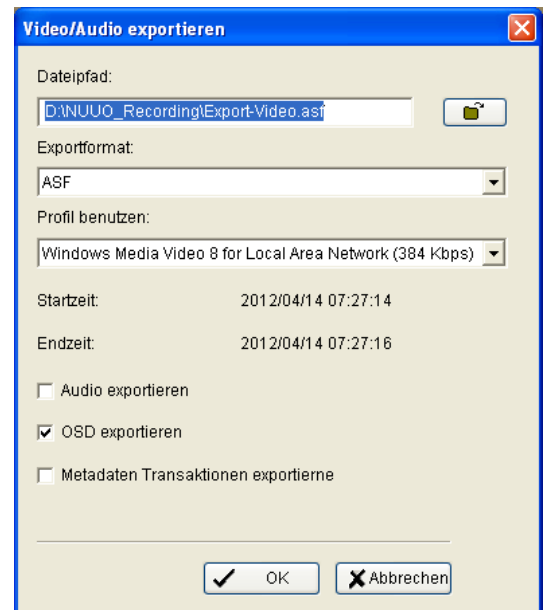 Video/Audio exportieren
Dateipfad:
D:\NUUO_Recording\Export-Video.asf
Exportformat:
ASF
Profil benutzen:
Windows Media Video 8 for Local Area Network (384 Kbps)
Startzeit: 2012/04/14 07:27:14
Endzeit: 2012/04/14 07:27:16
Audio exportieren
OSD exportieren
Metadaten Transaktionen exportierne
OK Abbrechen